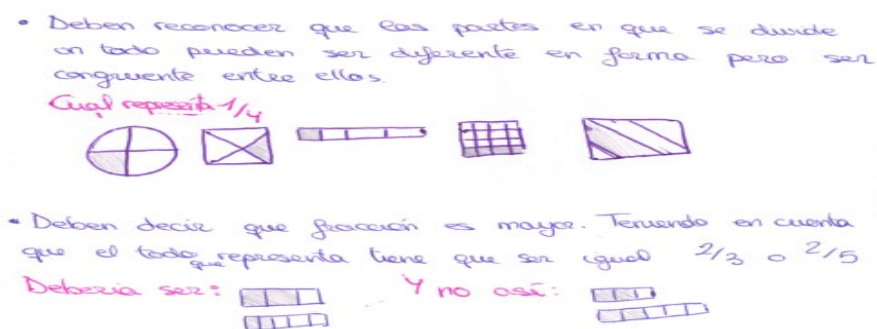 • Deben reconocer que las partes en que se divide
un todo pueden ser diferente en forma pero ser
congruente entre ellos.
Cual representa 1/4
• Deben decir que fracción es mayor. Teniendo en cuenta
que el todo que representa tiene que ser igual 2/3 o 2/5
Debería ser: Y no así: